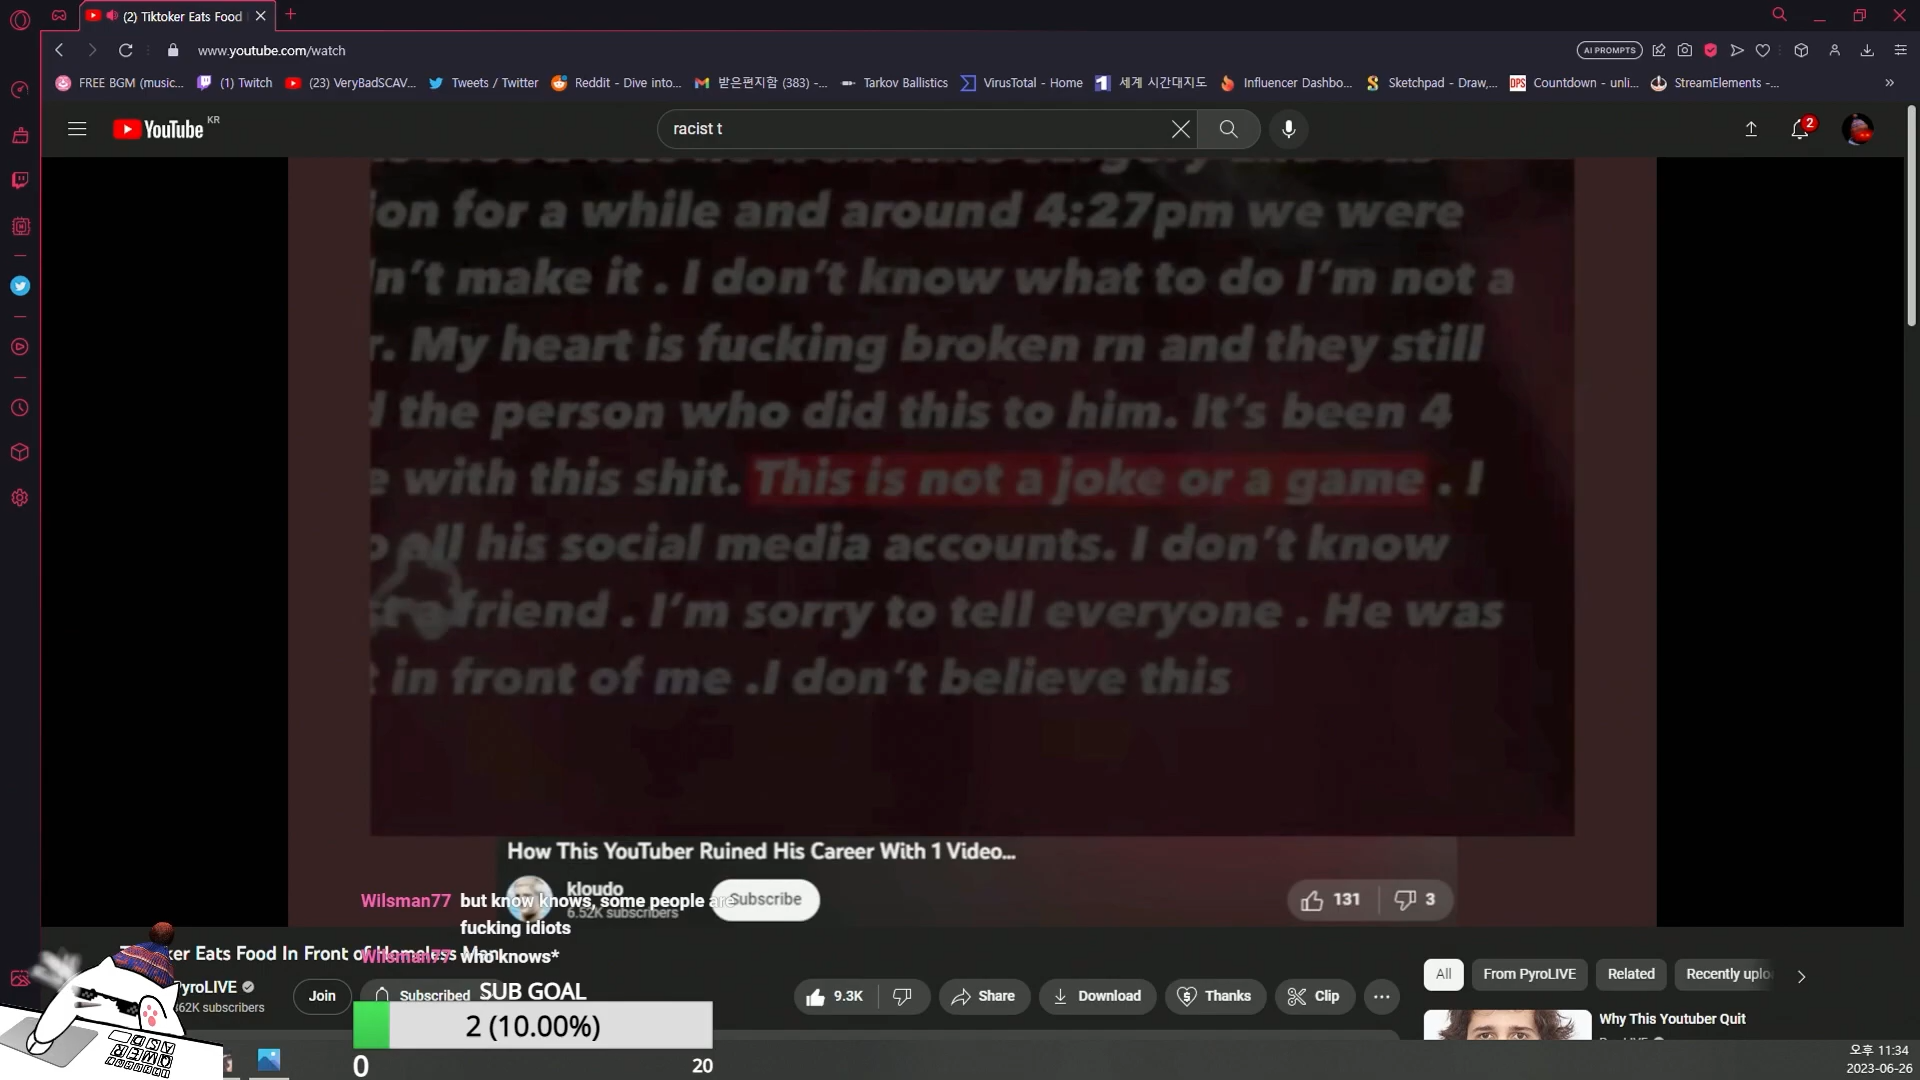 (2) Tiktoker Eats Food
www.youtube.com/watch
AI PROMPTS
FREE BGM (music...
(1) Twitch
(23) VeryBadSCAV...
Tweets / Twitter
Reddit - Dive into...
받은편지함 (383) -...
Tarkov Ballistics
VirusTotal - Home
세계 시간대지도
Influencer Dashbo...
Sketchpad - Draw,...
OPS
Countdown - unli...
StreamElements -...
YouTube KR
racist t
2
ion for a while and around 4:27pm we were
n't make it . I don't know what to do I'm not a
r. My heart is fucking broken rn and they still
the person who did this to him. It's been 4
e with this shit. This is not a joke or a game . I
o all his social media accounts. I don't know
friend . I'm sorry to tell everyone . He was
t in front of me .I don't believe this
How This YouTuber Ruined His Career With 1 Video...
kloudo
6.52K subscribers
Subscribe
131
3
Wilsman77 but know knows, some people are
fucking idiots
Wilsman77 who knows*
ker Eats Food In Front of Homeless Man
PyroLIVE
62K subscribers
Join
Subscribed
9.3K
Share
Download
Thanks
Clip
SUB GOAL
2 (10.00%)
0
20
All
From PyroLIVE
Related
Recently uplo
Why This Youtuber Quit
오후 11:34
2023-06-26